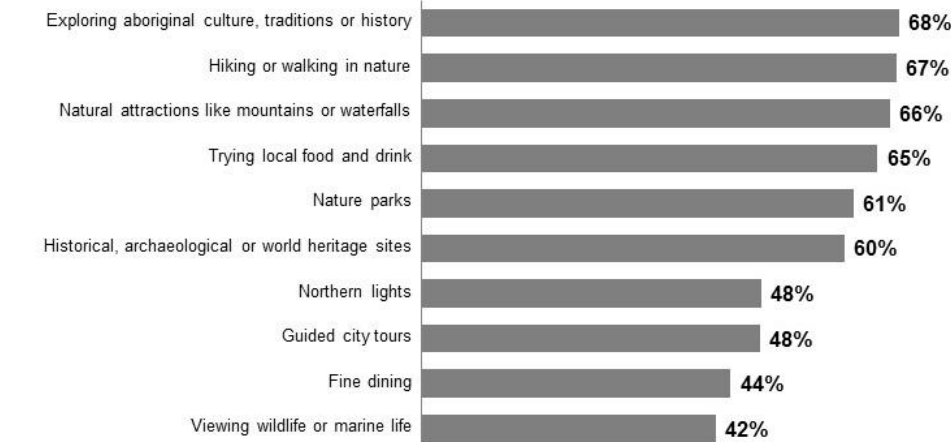 Exploring aboriginal culture, traditions or history 68%
Hiking or walking in nature 67%
Natural attractions like mountains or waterfalls 66%
Trying local food and drink 65%
Nature parks 61%
Historical, archaeological or world heritage sites 60%
Northern lights 48%
Guided city tours 48%
Fine dining 44%
Viewing wildlife or marine life 42%